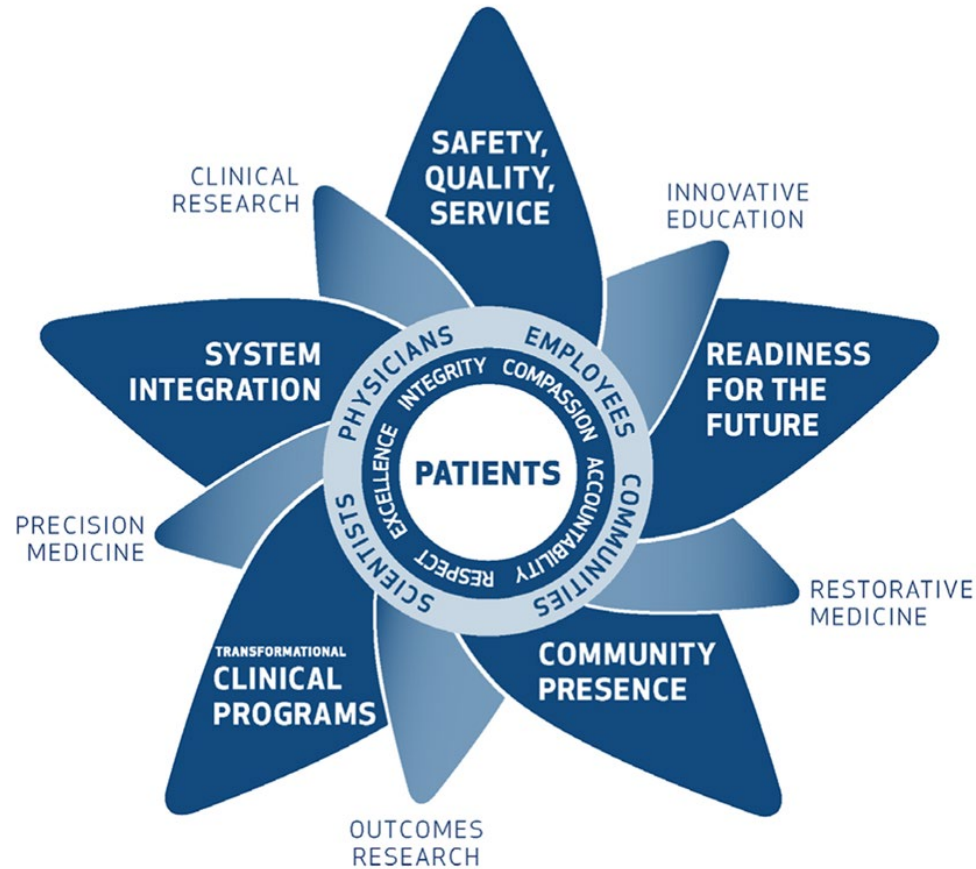 SAFETY,
QUALITY,
SERVICE
CLINICAL
RESEARCH
INNOVATIVE
EDUCATION
SYSTEM
INTEGRATION
READINESS
FOR THE
FUTURE
PHYSICIANS
EMPLOYEES
COMMUNITIES
SCIENTISTS
INTEGRITY
COMPASSION
ACCOUNTABILITY
RESPECT
EXCELLENCE
PATIENTS
PRECISION
MEDICINE
RESTORATIVE
MEDICINE
TRANSFORMATIONAL
CLINICAL
PROGRAMS
COMMUNITY
PRESENCE
OUTCOMES
RESEARCH